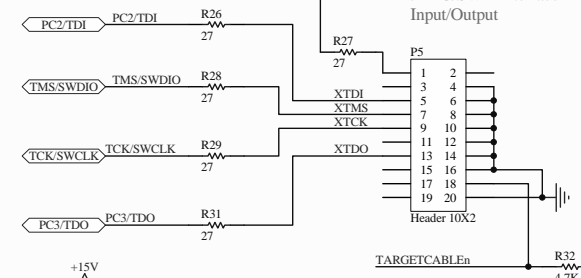 Input/Output
PC2/TDI
PC2/TDI
R26
27
R27
27
P5
TMS/SWDIO
TMS/SWDIO
R28
27
XTDI
XTMS
XTCK
XTDO
1 2
3 4
5 6
7 8
9 10
11 12
13 14
15 16
17 18
19 20
Header 10X2
TCK/SWCLK
TCK/SWCLK
R29
27
PC3/TDO
PC3/TDO
R31
27
TARGETCABLEn
R32
4.7K
+15V